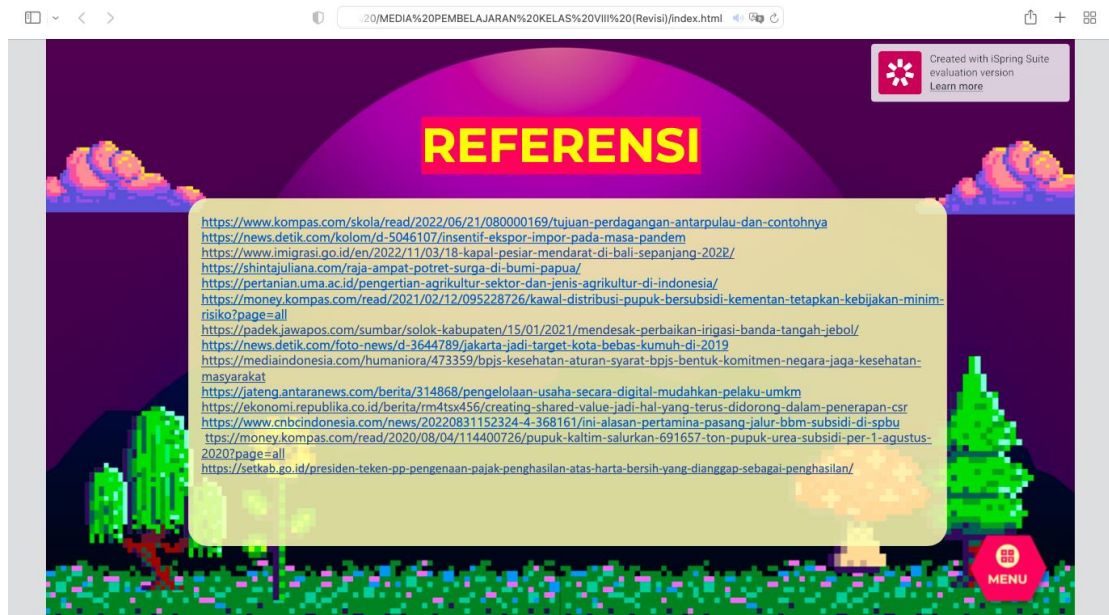 20/MEDIA%20PEMBELAJARAN%20KELAS%20VIII%20(Revisi)/index.html
Created with iSpring Suite
evaluation version
Learn more
REFERENSI
https://www.kompas.com/skola/read/2022/06/21/080000169/tujuan-perdagangan-antarpulau-dan-contohnya
https://news.detik.com/kolom/d-5046107/insentif-ekspor-impor-pada-masa-pandem
https://www.imigrasi.go.id/en/2022/11/03/18-kapal-pesiar-mendarat-di-bali-sepanjang-2022/
https://shintajuliana.com/raja-ampat-potret-surga-di-bumi-papua/
https://pertanian.uma.ac.id/pengertian-agrikultur-sektor-dan-jenis-agrikultur-di-indonesia/
https://money.kompas.com/read/2021/02/12/095228726/kawal-distribusi-pupuk-bersubsidi-kementan-tetapkan-kebijakan-minim-
risiko?page=all
https://padek.jawapos.com/sumbar/solok-kabupaten/15/01/2021/mendesak-perbaikan-irigasi-banda-tangah-jebol/
https://news.detik.com/foto-news/d-3644789/jakarta-jadi-target-kota-bebas-kumuh-di-2019
https://mediaindonesia.com/humaniora/473359/bpjs-kesehatan-aturan-syarat-bpjs-bentuk-komitmen-negara-jaga-kesehatan-
masyarakat
https://jateng.antaranews.com/berita/314868/pengelolaan-usaha-secara-digital-mudahkan-pelaku-umkm
https://ekonomi.republika.co.id/berita/rm4tsx456/creating-shared-value-jadi-hal-yang-terus-didorong-dalam-penerapan-csr
https://www.cnbcindonesia.com/news/20220831152324-4-368161/ini-alasan-pertamina-pasang-jalur-bbm-subsidi-di-spbu
ttps://money.kompas.com/read/2020/08/04/114400726/pupuk-kaltim-salurkan-691657-ton-pupuk-urea-subsidi-per-1-agustus-
2020?page=all
https://setkab.go.id/presiden-teken-pp-pengenaan-pajak-penghasilan-atas-harta-bersih-yang-dianggap-sebagai-penghasilan/
MENU